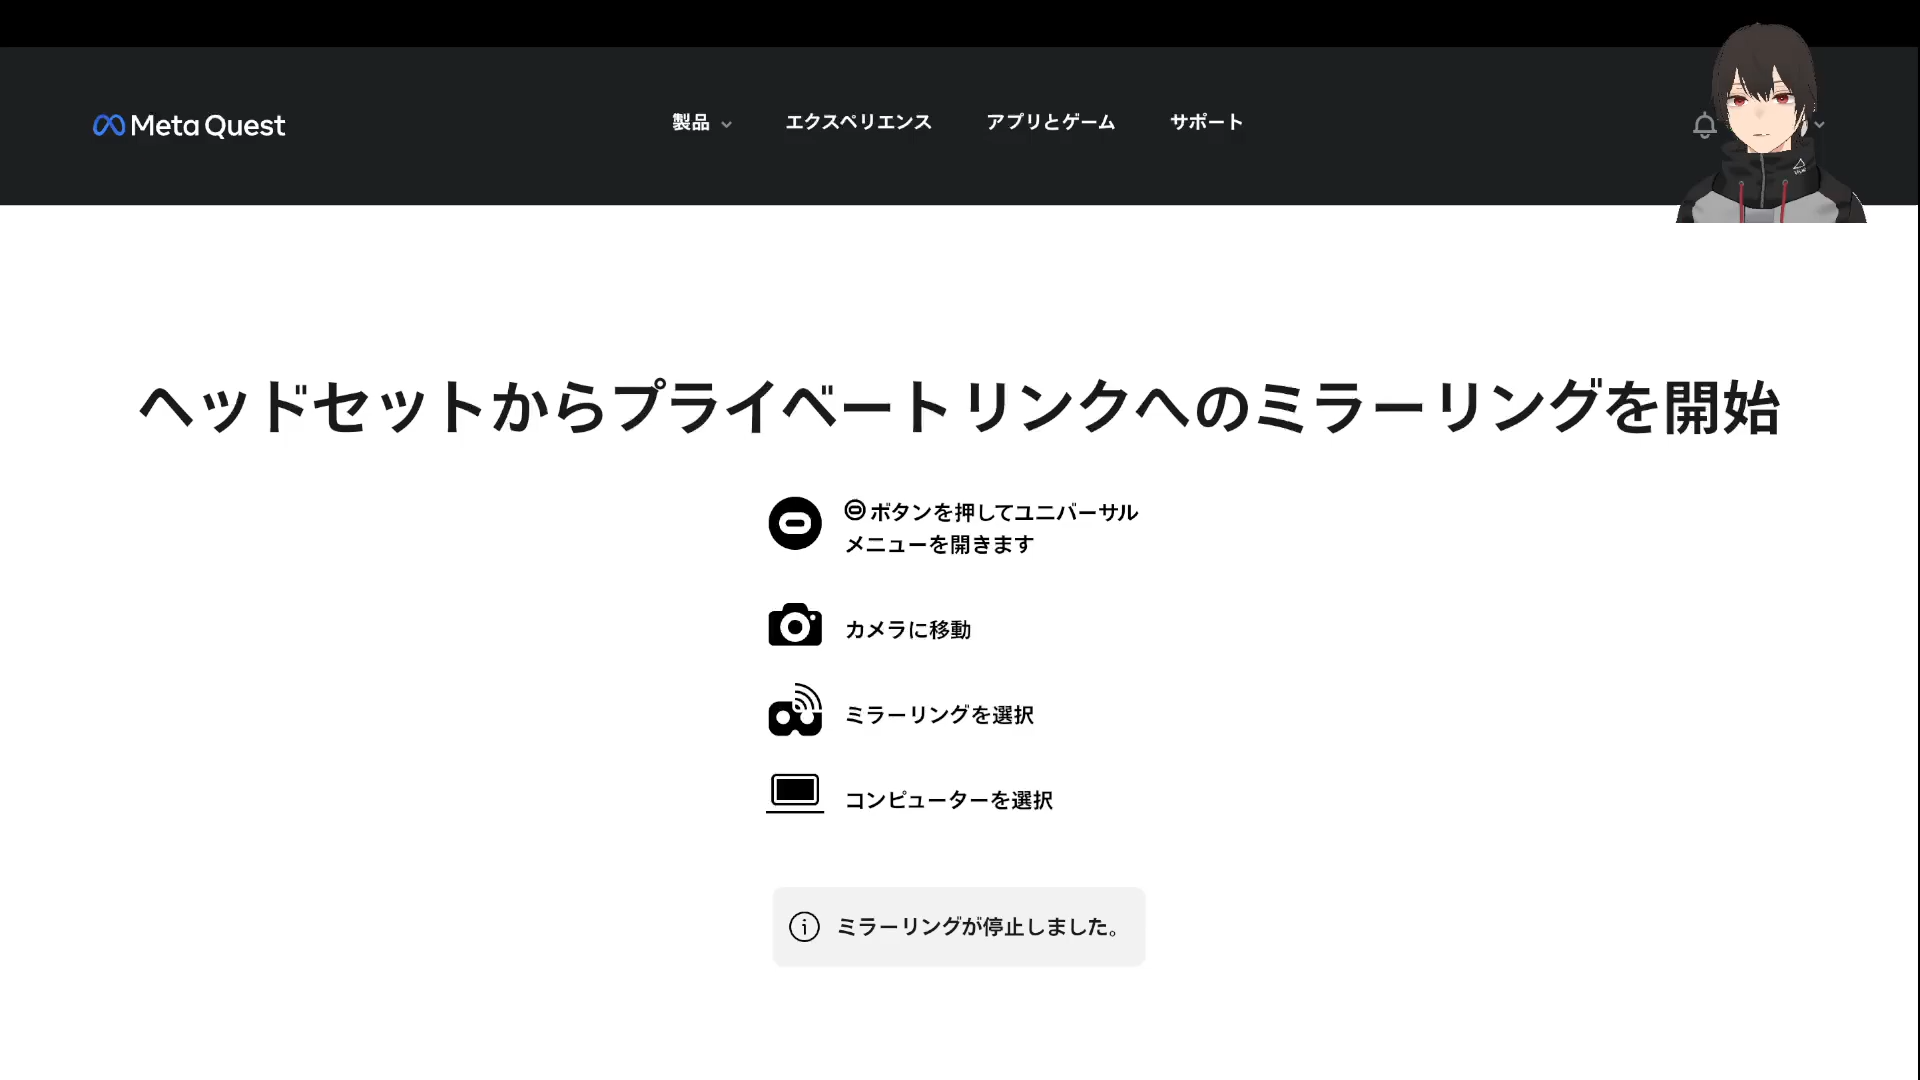 Meta Quest
製品
エクスペリエンス
アプリとゲーム
サポート
ヘッドセットからプライベートリンクへのミラーリングを開始
ボタンを押してユニバーサル
メニューを開きます
カメラに移動
ミラーリングを選択
コンピューターを選択
ミラーリングが停止しました。